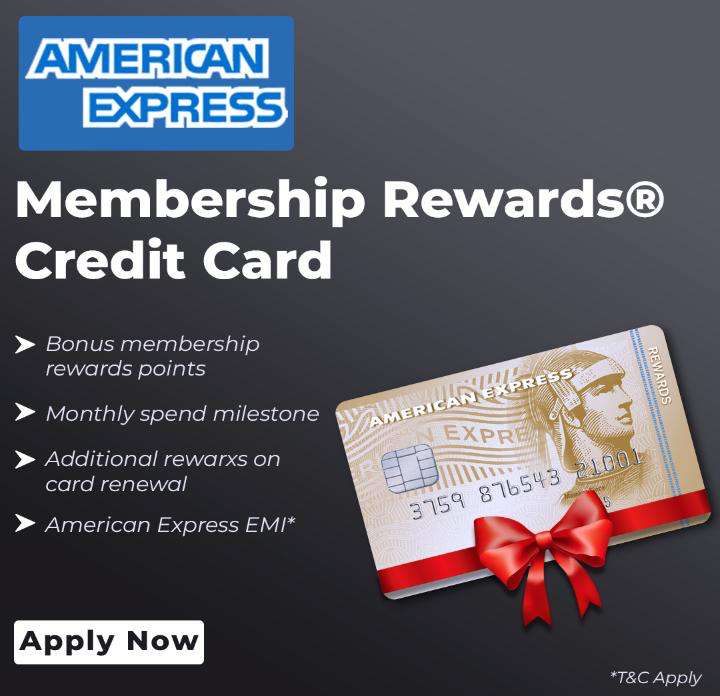 AMERICAN
EXPRESS
Membership Rewards®
Credit Card
Bonus membership
rewards points
Monthly spend milestone
Additional rewarxs on
card renewal
American Express EMI*
AMERICAN EXPRESS
REWARDS
3759 876543 21001
Apply Now
*T&C Apply